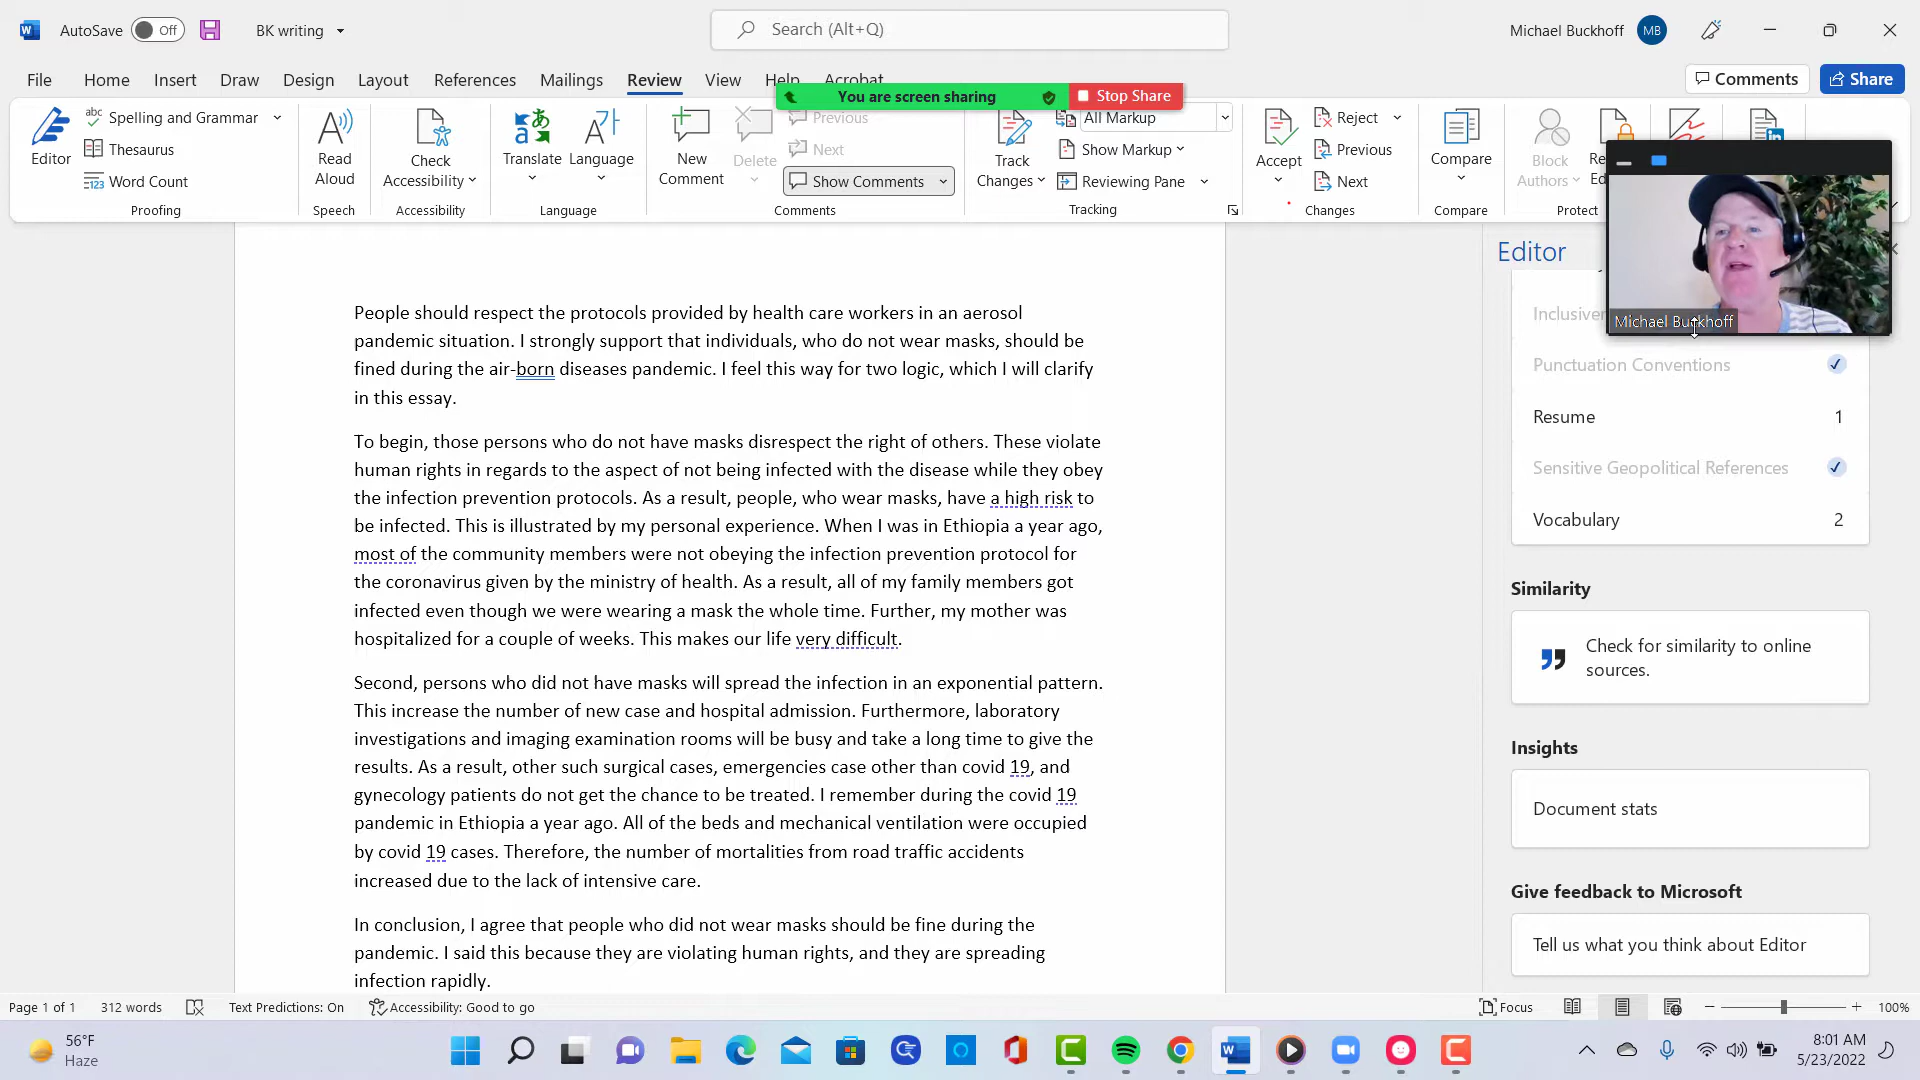 AutoSave Off BK writing Search (Alt+Q) Michael Buckhoff MB
File Home Insert Draw Design Layout References Mailings Review View Help Acrobat Comments Share
You are screen sharing Stop Share
Editor
abc Spelling and Grammar
Thesaurus
123 Word Count
Proofing
Read
Aloud
Speech
Check
Accessibility
Accessibility
Translate Language
Language
New
Comment
Delete
Previous
Next
Show Comments
Comments
Track
Changes
All Markup
Show Markup
Reviewing Pane
Tracking
Accept
Reject
Previous
Next
Changes
Compare
Compare
Block
Authors
Protect
Michael Buckhoff
People should respect the protocols provided by health care workers in an aerosol
pandemic situation. I strongly support that individuals, who do not wear masks, should be
fined during the air-born diseases pandemic. I feel this way for two logic, which I will clarify
in this essay.
To begin, those persons who do not have masks disrespect the right of others. These violate
human rights in regards to the aspect of not being infected with the disease while they obey
the infection prevention protocols. As a result, people, who wear masks, have a high risk to
be infected. This is illustrated by my personal experience. When I was in Ethiopia a year ago,
most of the community members were not obeying the infection prevention protocol for
the coronavirus given by the ministry of health. As a result, all of my family members got
infected even though we were wearing a mask the whole time. Further, my mother was
hospitalized for a couple of weeks. This makes our life very difficult.
Second, persons who did not have masks will spread the infection in an exponential pattern.
This increase the number of new case and hospital admission. Furthermore, laboratory
investigations and imaging examination rooms will be busy and take a long time to give the
results. As a result, other such surgical cases, emergencies case other than covid 19, and
gynecology patients do not get the chance to be treated. I remember during the covid 19
pandemic in Ethiopia a year ago. All of the beds and mechanical ventilation were occupied
by covid 19 cases. Therefore, the number of mortalities from road traffic accidents
increased due to the lack of intensive care.
In conclusion, I agree that people who did not wear masks should be fine during the
pandemic. I said this because they are violating human rights, and they are spreading
infection rapidly.
Editor
Punctuation Conventions
Resume 1
Sensitive Geopolitical References
Vocabulary 2
Similarity
Check for similarity to online
sources.
Insights
Document stats
Give feedback to Microsoft
Tell us what you think about Editor
Page 1 of 1 312 words Text Predictions: On Accessibility: Good to go Focus 100%
56°F
Haze
8:01 AM
5/23/2022